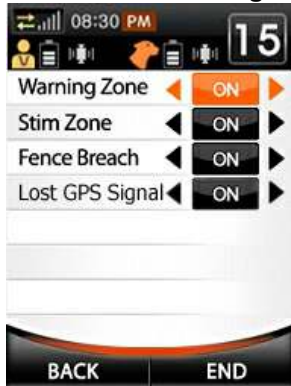 08:30 PM
15
Warning Zone ON
Stim Zone ON
Fence Breach ON
Lost GPS Signal ON
BACK END